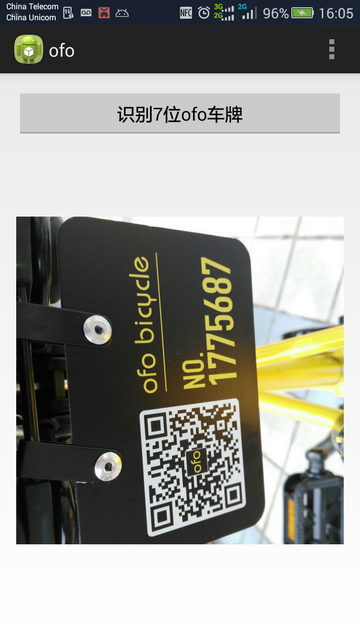 China Telecom
China Unicom
NFC
3G
2G
2G
96%
16:05
ofo
识别7位ofo车牌
ofo bicycle
NO.
1775687
ofo